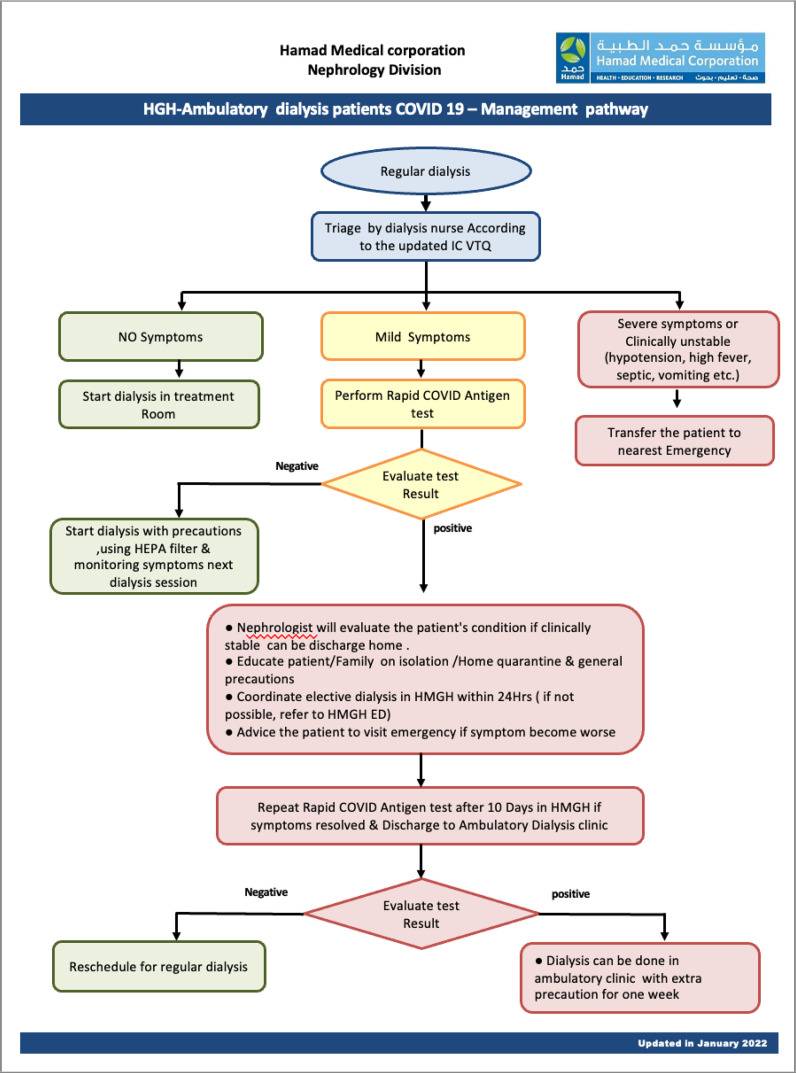 Hamad Medical corporation
Nephrology Division
مؤسسة حمد الطبية
Hamad Medical Corporation
حمد
Hamad
HEALTH • EDUCATION • RESEARCH صحة • تعليم • بحوث
HGH-Ambulatory dialysis patients COVID 19 – Management pathway
Regular dialysis
Triage by dialysis nurse According
to the updated IC VTQ
NO Symptoms
Mild Symptoms
Severe symptoms or
Clinically unstable
(hypotension, high fever,
septic, vomiting etc.)
Start dialysis in treatment
Room
Perform Rapid COVID Antigen
test
Transfer the patient to
nearest Emergency
Negative
Evaluate test
Result
positive
Start dialysis with precautions
,using HEPA filter &
monitoring symptoms next
dialysis session
● Nephrologist will evaluate the patient's condition if clinically
stable can be discharge home .
● Educate patient/Family on isolation /Home quarantine & general
precautions
● Coordinate elective dialysis in HMGH within 24Hrs ( if not
possible, refer to HMGH ED)
● Advice the patient to visit emergency if symptom become worse
Repeat Rapid COVID Antigen test after 10 Days in HMGH if
symptoms resolved & Discharge to Ambulatory Dialysis clinic
Negative
Evaluate test
Result
positive
Reschedule for regular dialysis
● Dialysis can be done in
ambulatory clinic with extra
precaution for one week
Updated in January 2022